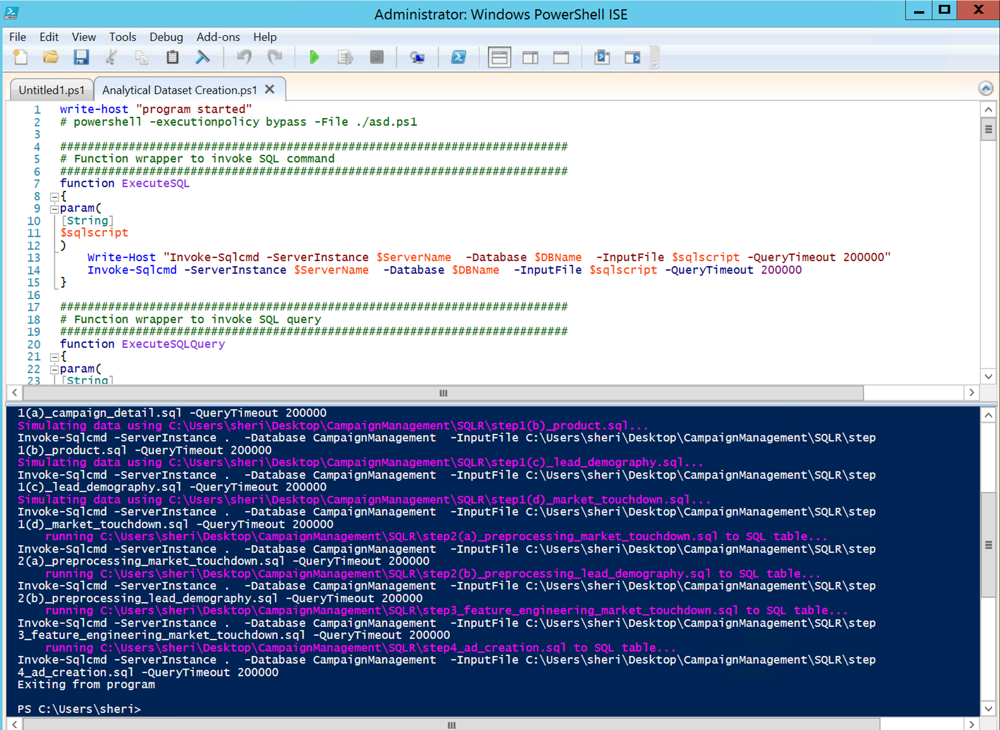 Administrator: Windows PowerShell ISE
File Edit View Tools Debug Add-ons Help
Untitled1.ps1 Analytical Dataset Creation.ps1
1 write-host "program started"
2 # powershell -executionpolicy bypass -File ./asd.ps1
3
4 ##########################################################################
5 # Function wrapper to invoke SQL command
6 ##########################################################################
7 function ExecuteSQL
8 {
9 param(
10 [String]
11 $sqlscript
12 )
13     Write-Host "Invoke-Sqlcmd -ServerInstance $ServerName  -Database $DBName  -InputFile $sqlscript -QueryTimeout 200000"
14     Invoke-Sqlcmd -ServerInstance $ServerName  -Database $DBName  -InputFile $sqlscript -QueryTimeout 200000
15 }
16
17 ##########################################################################
18 # Function wrapper to invoke SQL query
19 ##########################################################################
20 function ExecuteSQLQuery
21 {
22 param(
23 [String]
1(a)_campaign_detail.sql -QueryTimeout 200000
Simulating data using C:\Users\sheri\Desktop\CampaignManagement\SQLR\step1(b)_product.sql...
Invoke-Sqlcmd -ServerInstance .  -Database CampaignManagement  -InputFile C:\Users\sheri\Desktop\CampaignManagement\SQLR\step
1(b)_product.sql -QueryTimeout 200000
Simulating data using C:\Users\sheri\Desktop\CampaignManagement\SQLR\step1(c)_lead_demography.sql...
Invoke-Sqlcmd -ServerInstance .  -Database CampaignManagement  -InputFile C:\Users\sheri\Desktop\CampaignManagement\SQLR\step
1(c)_lead_demography.sql -QueryTimeout 200000
Simulating data using C:\Users\sheri\Desktop\CampaignManagement\SQLR\step1(d)_market_touchdown.sql...
Invoke-Sqlcmd -ServerInstance .  -Database CampaignManagement  -InputFile C:\Users\sheri\Desktop\CampaignManagement\SQLR\step
1(d)_market_touchdown.sql -QueryTimeout 200000
    running C:\Users\sheri\Desktop\CampaignManagement\SQLR\step2(a)_preprocessing_market_touchdown.sql to SQL table...
Invoke-Sqlcmd -ServerInstance .  -Database CampaignManagement  -InputFile C:\Users\sheri\Desktop\CampaignManagement\SQLR\step
2(a)_preprocessing_market_touchdown.sql -QueryTimeout 200000
    running C:\Users\sheri\Desktop\CampaignManagement\SQLR\step2(b)_preprocessing_lead_demography.sql to SQL table...
Invoke-Sqlcmd -ServerInstance .  -Database CampaignManagement  -InputFile C:\Users\sheri\Desktop\CampaignManagement\SQLR\step
2(b)_preprocessing_lead_demography.sql -QueryTimeout 200000
    running C:\Users\sheri\Desktop\CampaignManagement\SQLR\step3_feature_engineering_market_touchdown.sql to SQL table...
Invoke-Sqlcmd -ServerInstance .  -Database CampaignManagement  -InputFile C:\Users\sheri\Desktop\CampaignManagement\SQLR\step
3_feature_engineering_market_touchdown.sql -QueryTimeout 200000
    running C:\Users\sheri\Desktop\CampaignManagement\SQLR\step4_ad_creation.sql to SQL table...
Invoke-Sqlcmd -ServerInstance .  -Database CampaignManagement  -InputFile C:\Users\sheri\Desktop\CampaignManagement\SQLR\step
4_ad_creation.sql -QueryTimeout 200000
Exiting from program
PS C:\Users\sheri>